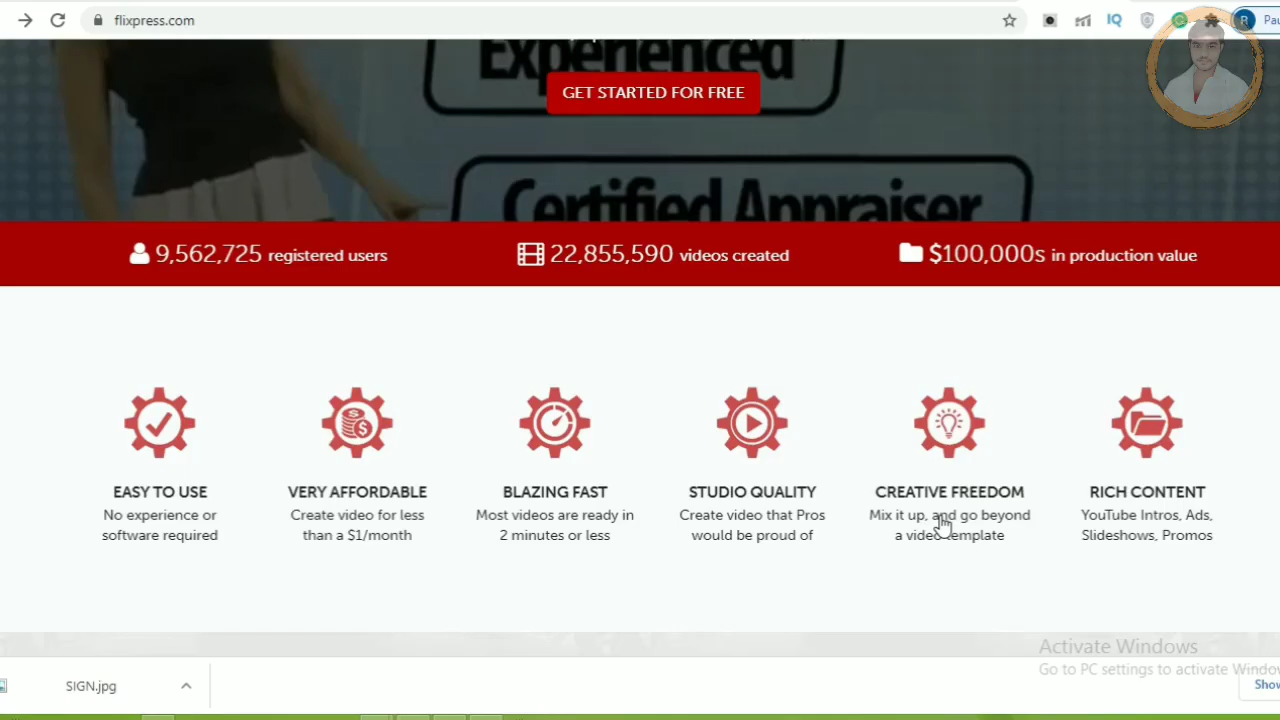 flixpress.com
IQ
R
Pau
Experienced
GET STARTED FOR FREE
Certified Appraiser
9,562,725 registered users
22,855,590 videos created
$100,000s in production value
EASY TO USE
No experience or
software required
VERY AFFORDABLE
Create video for less
than a $1/month
BLAZING FAST
Most videos are ready in
2 minutes or less
STUDIO QUALITY
Create video that Pros
would be proud of
CREATIVE FREEDOM
Mix it up, and go beyond
a video template
RICH CONTENT
YouTube Intros, Ads,
Slideshows, Promos
Activate Windows
Go to PC settings to activate Windows
SIGN.jpg
Show